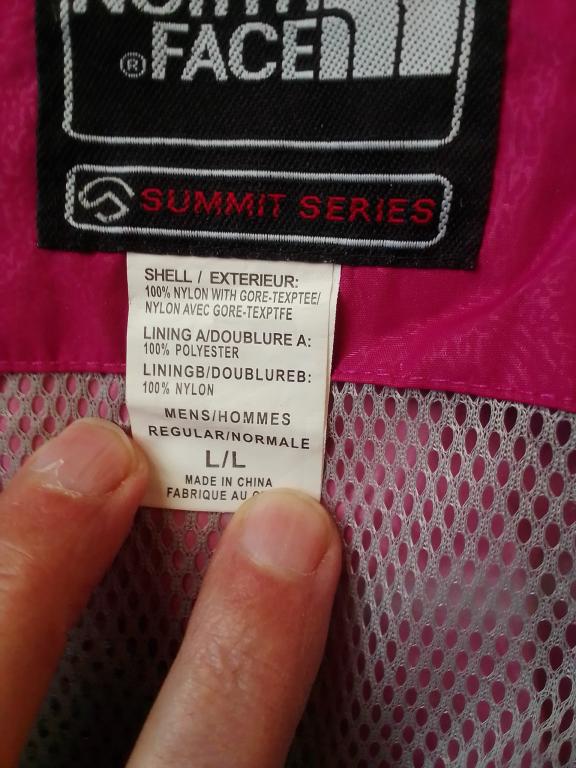 NORTH
® FACE
SUMMIT SERIES
SHELL / EXTERIEUR:
100% NYLON WITH GORE-TEXPTEE/
NYLON AVEC GORE-TEXPTFE
LINING A/DOUBLURE A:
100% POLYESTER
LININGB/DOUBLUREB:
100% NYLON
MENS/HOMMES
REGULAR/NORMALE
L/L
MADE IN CHINA
FABRIQUE AU